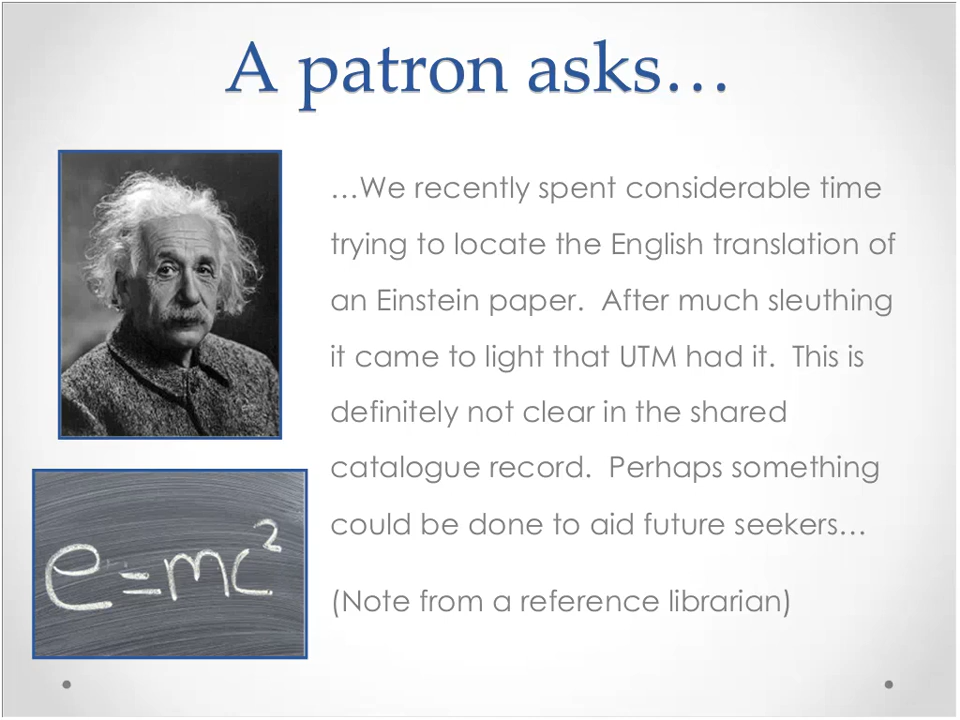 A patron asks…
…We recently spent considerable time
trying to locate the English translation of
an Einstein paper.  After much sleuthing
it came to light that UTM had it.  This is
definitely not clear in the shared
catalogue record.  Perhaps something
could be done to aid future seekers…
(Note from a reference librarian)
e=mc²